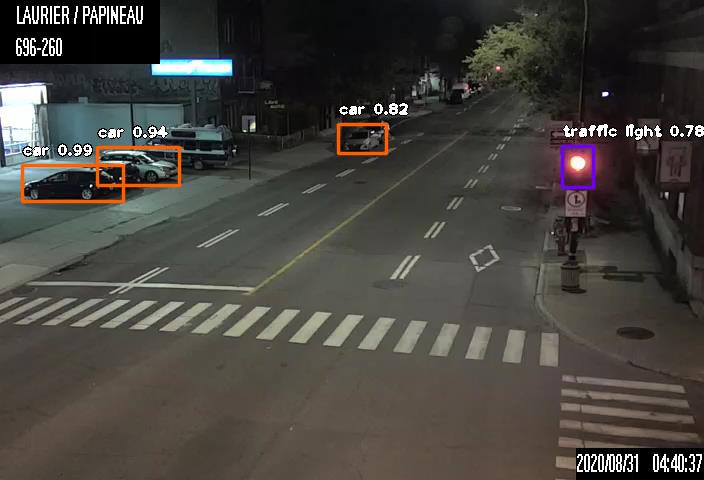 LAURIER / PAPINEAU
696-260
car 0.82
traffic light 0.78
car 0.94
car 0.99
2020/08/31 04:40:37